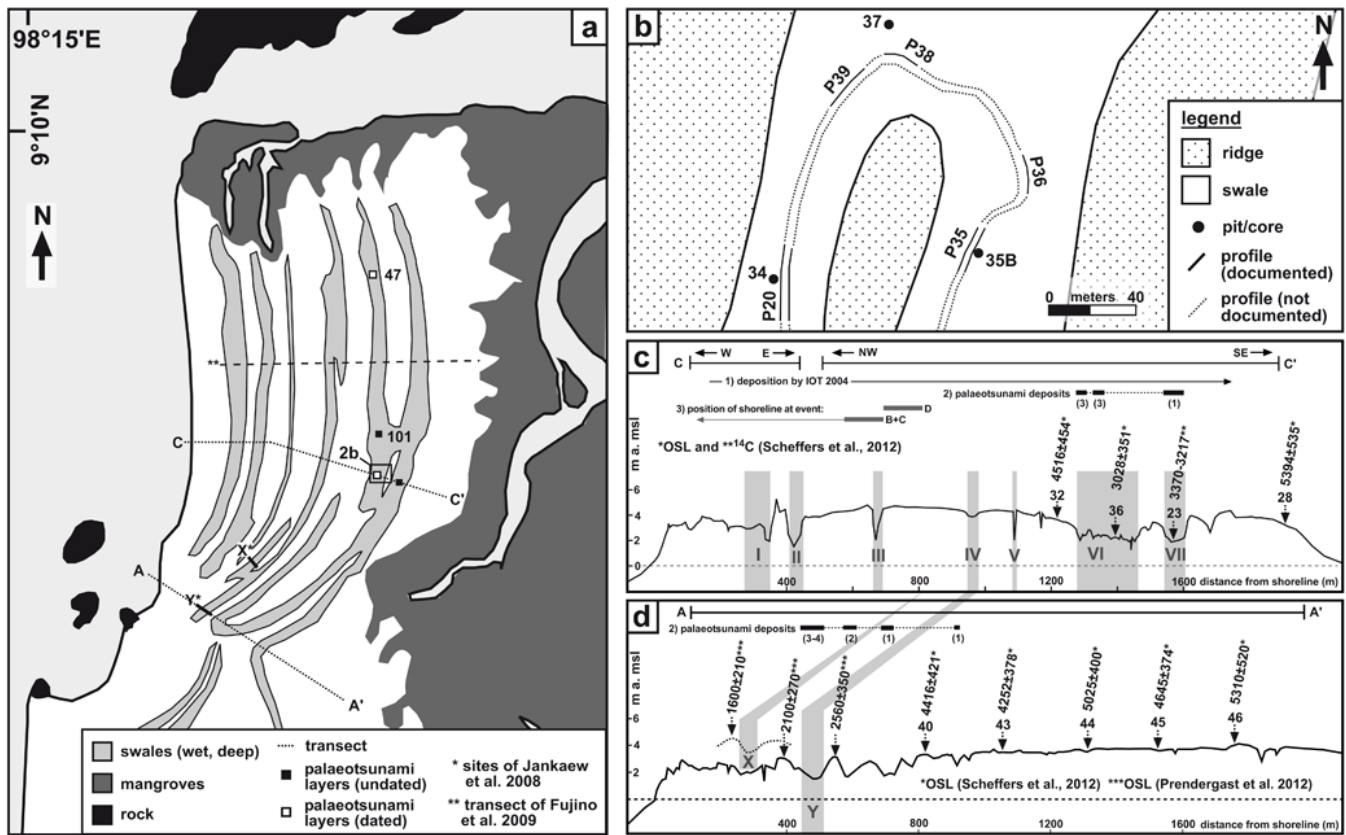 98°15'E
a
9°10'N
N
47
**
101
C
2b
C'
X*
A
Y*
A'
swales (wet, deep)
mangroves
rock
transect
palaeotsunami
layers (undated)
palaeotsunami
layers (dated)
* sites of Jankaew
et al. 2008
** transect of Fujino
et al. 2009
b
37
P38
N
P39
P36
P35
35B
34
P20
0 meters 40
legend
ridge
swale
pit/core
profile
(documented)
profile (not
documented)
c
C W E NW SE C'
1) deposition by IOT 2004
2) palaeotsunami deposits
(3) (3) (1)
3) position of shoreline at event:
D
B+C
*OSL and **14C (Scheffers et al., 2012)
4516±454*
3028±351*
3370-3217**
5394±535*
32
36
23
28
m a. msl
6
4
2
0
I II III IV V VI VII
400 800 1200 1600 distance from shoreline (m)
d
A A'
2) palaeotsunami deposits
(3-4) (2) (1) (1)
1600±210***
2100±270***
2560±350***
4416±421*
4252±378*
5025±400*
4645±374*
5310±520*
40 43 44 45 46
m a. msl
6
4
2
X
Y
*OSL (Scheffers et al., 2012) ***OSL (Prendergast et al. 2012)
400 800 1200 1600 distance from shoreline (m)